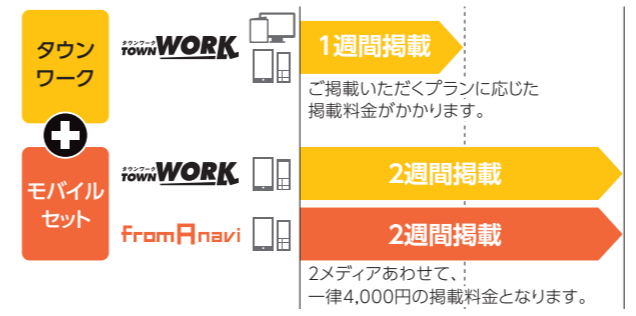 タウン
ワーク
タウンワーク
TOWNWORK
1週間掲載
ご掲載いただくプランに応じた
掲載料金がかかります。
モバイル
セット
タウンワーク
TOWNWORK
2週間掲載
fromAnavi
2週間掲載
2メディアあわせて、
一律4,000円の掲載料金となります。